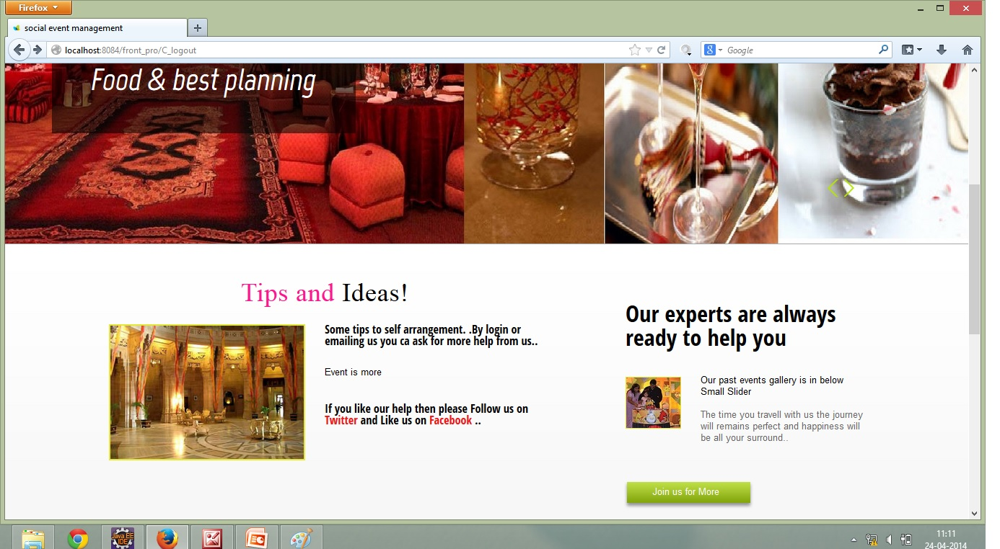 Firefox
social event management
localhost:8084/front_pro/C_logout
Google
Food & best planning
Tips and Ideas!
Some tips to self arrangement. .By login or
emailing us you ca ask for more help from us..
Event is more
If you like our help then please Follow us on
Twitter and Like us on Facebook ..
Our experts are always
ready to help you
Our past events gallery is in below
Small Slider
The time you travell with us the journey
will remains perfect and happiness will
be all your surround..
Join us for More
Java EE
IDE
11:11
24-04-2014